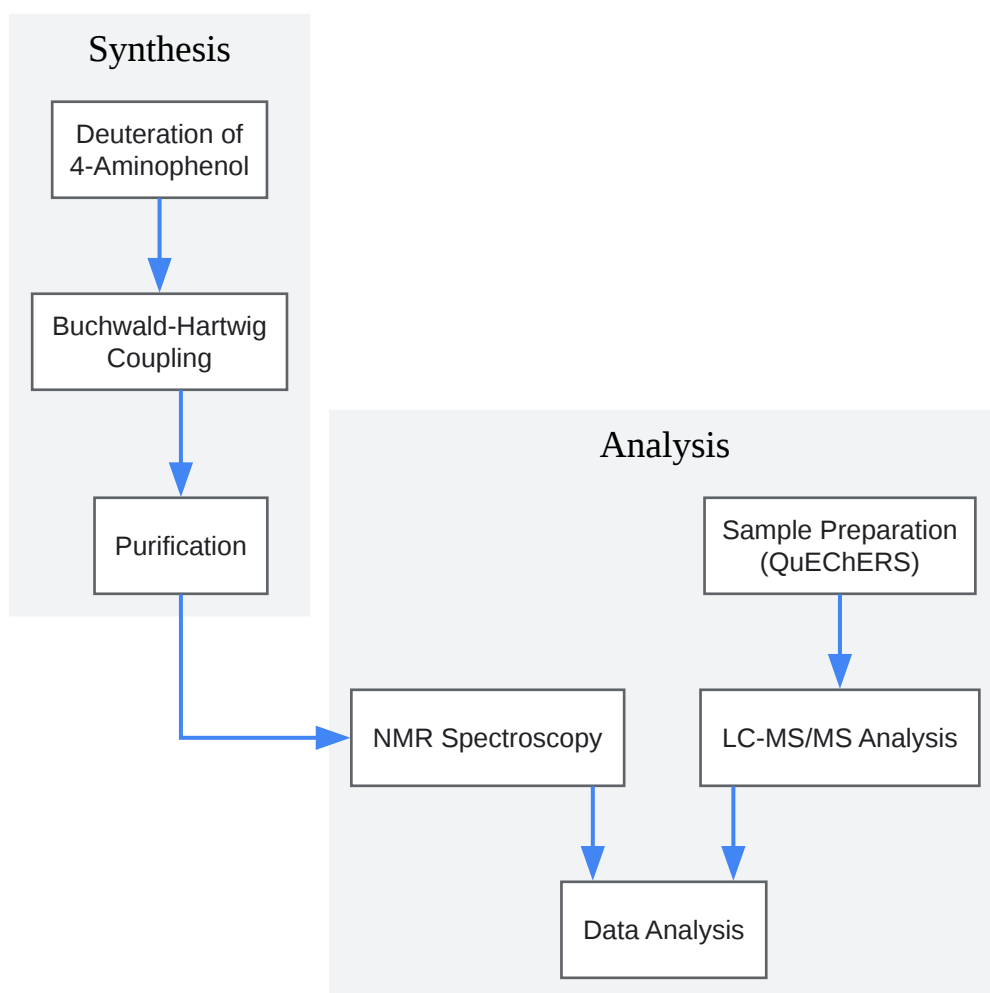 Synthesis
Deuteration of
4-Aminophenol
Buchwald-Hartwig
Coupling
Purification
Analysis
Sample Preparation
(QuEChERS)
NMR Spectroscopy
LC-MS/MS Analysis
Data Analysis